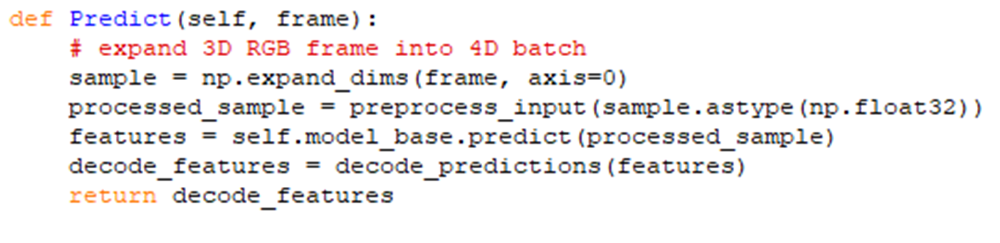 def Predict(self, frame):
    # expand 3D RGB frame into 4D batch
    sample = np.expand_dims(frame, axis=0)
    processed_sample = preprocess_input(sample.astype(np.float32))
    features = self.model_base.predict(processed_sample)
    decode_features = decode_predictions(features)
    return decode_features